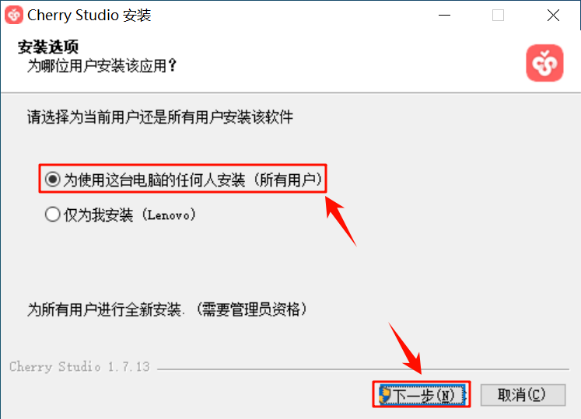 Cherry Studio 安装
安装选项
为哪位用户安装该应用？
请选择为当前用户还是所有用户安装该软件
为使用这台电脑的任何人安装（所有用户）
仅为我安装（Lenovo）
为所有用户进行全新安装.（需要管理员资格）
Cherry Studio 1.7.13
下一步(N)
取消(C)